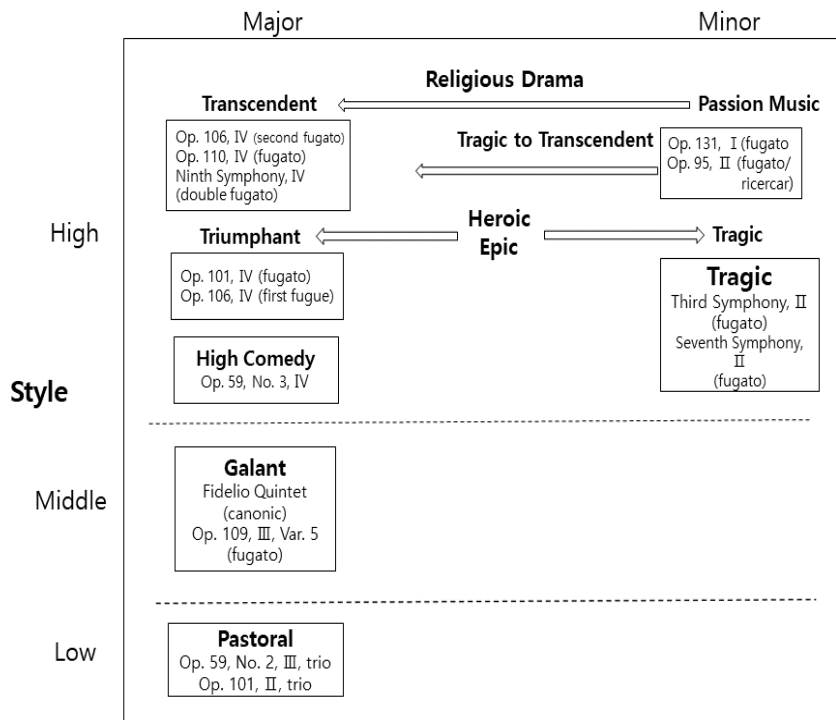 Major
Minor
Religious Drama
Transcendent
Passion Music
Op. 106, Ⅳ (second fugato)
Op. 110, Ⅳ (fugato)
Ninth Symphony, Ⅳ
(double fugato)
Tragic to Transcendent
Op. 131, Ⅰ (fugato
Op. 95, Ⅱ (fugato/
ricercar)
High
Triumphant
Heroic
Epic
Tragic
Op. 101, Ⅳ (fugato)
Op. 106, Ⅳ (first fugue)
Tragic
Third Symphony, Ⅱ
(fugato)
Seventh Symphony,
Ⅱ
(fugato)
High Comedy
Op. 59, No. 3, Ⅳ
Style
Middle
Galant
Fidelio Quintet
(canonic)
Op. 109, Ⅲ, Var. 5
(fugato)
Low
Pastoral
Op. 59, No. 2, Ⅲ, trio
Op. 101, Ⅱ, trio